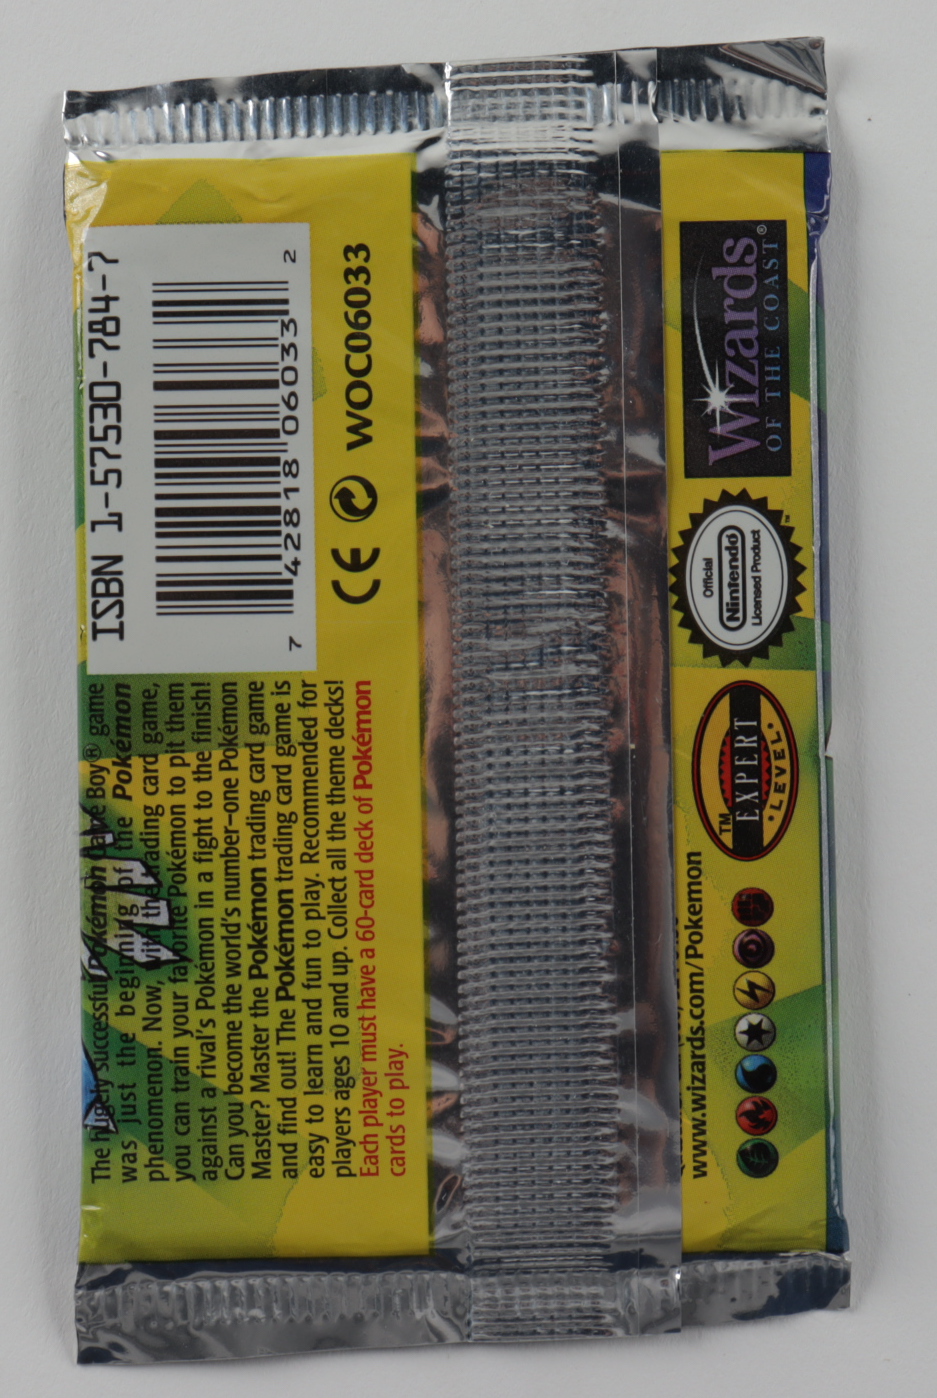 The hugely successful Pokémon Game Boy® game
was just the beginning of the Pokémon
phenomenon. Now, with the trading card game,
you can train your favorite Pokémon to pit them
against a rival's Pokémon in a fight to the finish!
Can you become the world's number-one Pokémon
Master? Master the Pokémon trading card game
and find out! The Pokémon trading card game is
easy to learn and fun to play. Recommended for
players ages 10 and up. Collect all the theme decks!
Each player must have a 60-card deck of Pokémon
cards to play.
ISBN 1-57530-784-7
7 42818 06033 2
CE WOC06033
www.wizards.com/Pokemon
TM
EXPERT
LEVEL
Official
Nintendo
Licensed Product
™
Wizards®
OF THE COAST